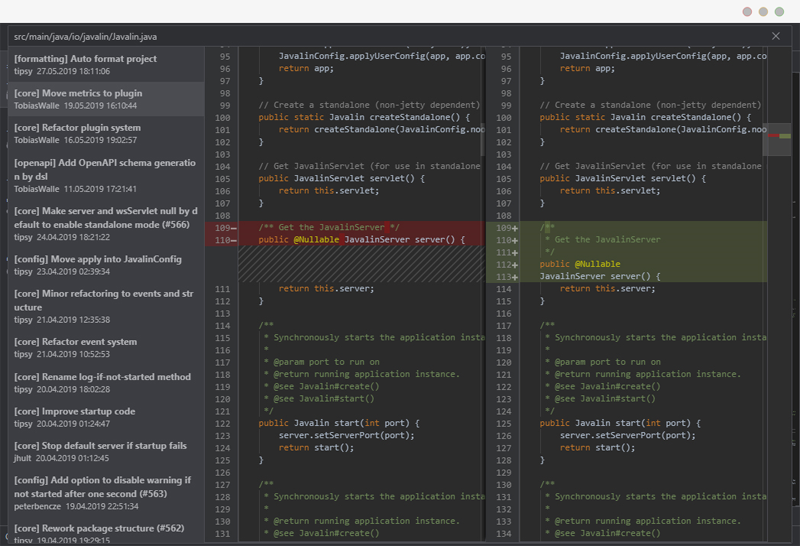 src/main/java/io/javalin/Javalin.java
[formatting] Auto format project
tipsy 27.05.2019 18:11:06
[core] Move metrics to plugin
TobiasWalle 19.05.2019 16:10:44
[core] Refactor plugin system
TobiasWalle 16.05.2019 19:02:57
[openapi] Add OpenAPI schema generatio
n by dsl
TobiasWalle 11.05.2019 17:21:41
[core] Make server and wsServlet null by d
efault to enable standalone mode (#566)
tipsy 24.04.2019 18:21:22
[config] Move apply into JavalinConfig
tipsy 23.04.2019 02:39:34
[core] Minor refactoring to events and str
ucture
tipsy 21.04.2019 12:35:38
[core] Refactor event system
tipsy 21.04.2019 10:52:53
[core] Rename log-if-not-started method
tipsy 20.04.2019 18:02:28
[core] Improve startup code
tipsy 20.04.2019 01:24:47
[core] Stop default server if startup fails
jhult 20.04.2019 01:12:45
[config] Add option to disable warning if
not started after one second (#563)
peterbencze 19.04.2019 22:51:34
[core] Rework package structure (#562)
tipsy 19.04.2019 19:29:15
95 JavalinConfig.applyUserConfig(app, app.co
96 return app;
97 }
98
99 // Create a standalone (non-jetty dependent)
100 public static Javalin createStandalone() {
101 return createStandalone(JavalinConfig.noo
102 }
103
104 // Get JavalinServlet (for use in standalone
105 public JavalinServlet servlet() {
106 return this.servlet;
107 }
108
109− /** Get the JavalinServer */
110− public @Nullable JavalinServer server() {
111 return this.server;
112 }
113
114 /**
115 * Synchronously starts the application insta
116 *
117 * @param port to run on
118 * @return running application instance.
119 * @see Javalin#create()
120 * @see Javalin#start()
121 */
122 public Javalin start(int port) {
123 server.setServerPort(port);
124 return start();
125 }
126
127 /**
128 * Synchronously starts the application insta
129 *
130 * @return running application instance.
131 * @see Javalin#create()
95 JavalinConfig.applyUserConfig(app, app.co
96 return app;
97 }
98
99 // Create a standalone (non-jetty dependent)
100 public static Javalin createStandalone() {
101 return createStandalone(JavalinConfig.noo
102 }
103
104 // Get JavalinServlet (for use in standalone
105 public JavalinServlet servlet() {
106 return this.servlet;
107 }
108
109+ /**
110+ * Get the JavalinServer
111+ */
112+ public @Nullable
113+ JavalinServer server() {
114 return this.server;
115 }
116
117 /**
118 * Synchronously starts the application insta
119 *
120 * @param port to run on
121 * @return running application instance.
122 * @see Javalin#create()
123 * @see Javalin#start()
124 */
125 public Javalin start(int port) {
126 server.setServerPort(port);
127 return start();
128 }
129
130 /**
131 * Synchronously starts the application insta
132 *
133 * @return running application instance.
134 * @see Javalin#create()